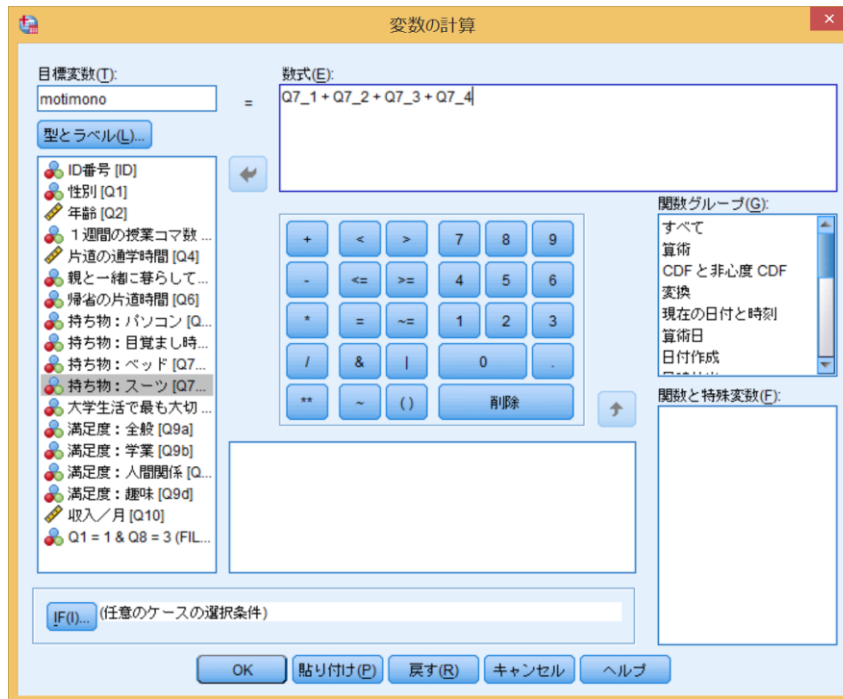 変数の計算
×
目標変数(T):
motimono
=
数式(E):
Q7_1 + Q7_2 + Q7_3 + Q7_4
型とラベル(L)...
ID番号 [ID]
性別 [Q1]
年齢 [Q2]
1週間の授業コマ数 ...
片道の通学時間 [Q4]
親と一緒に暮らして...
帰省の片道時間 [Q6]
持ち物：パソコン [Q...
持ち物：目覚まし時...
持ち物：ベッド [Q7...
持ち物：スーツ [Q7...
大学生活で最も大切 ...
満足度：全般 [Q9a]
満足度：学業 [Q9b]
満足度：人間関係 [Q...
満足度：趣味 [Q9d]
収入／月 [Q10]
Q1 = 1 & Q8 = 3 (FIL...
+ < > 7 8 9
- <= >= 4 5 6
* = ~= 1 2 3
/ & | 0 .
** ~ ( ) 削除
関数グループ(G):
すべて
算術
CDF と非心度 CDF
変換
現在の日付と時刻
算術日
日付作成
関数と特殊変数(F):
IF(I)... (任意のケースの選択条件)
OK 貼り付け(P) 戻す(R) キャンセル ヘルプ